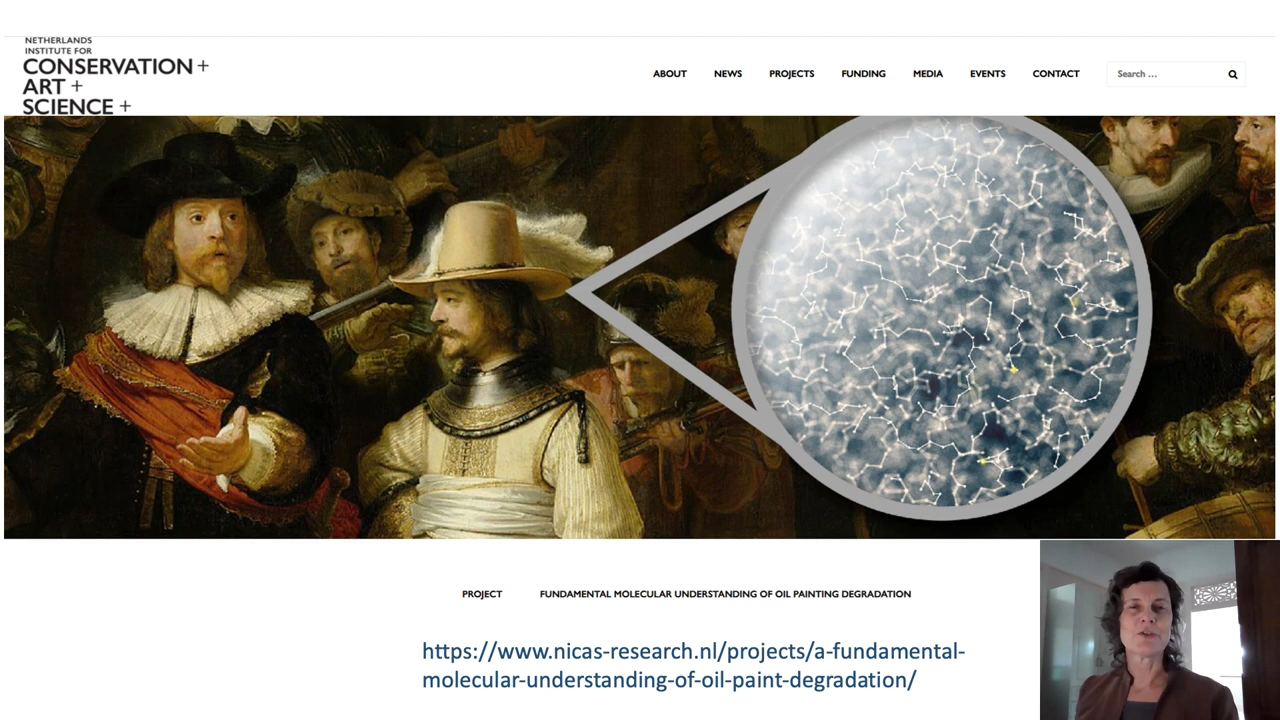 NETHERLANDS
INSTITUTE FOR
CONSERVATION+
ART +
SCIENCE +
ABOUT NEWS PROJECTS FUNDING MEDIA EVENTS CONTACT Search ...
PROJECT FUNDAMENTAL MOLECULAR UNDERSTANDING OF OIL PAINTING DEGRADATION
https://www.nicas-research.nl/projects/a-fundamental-
molecular-understanding-of-oil-paint-degradation/